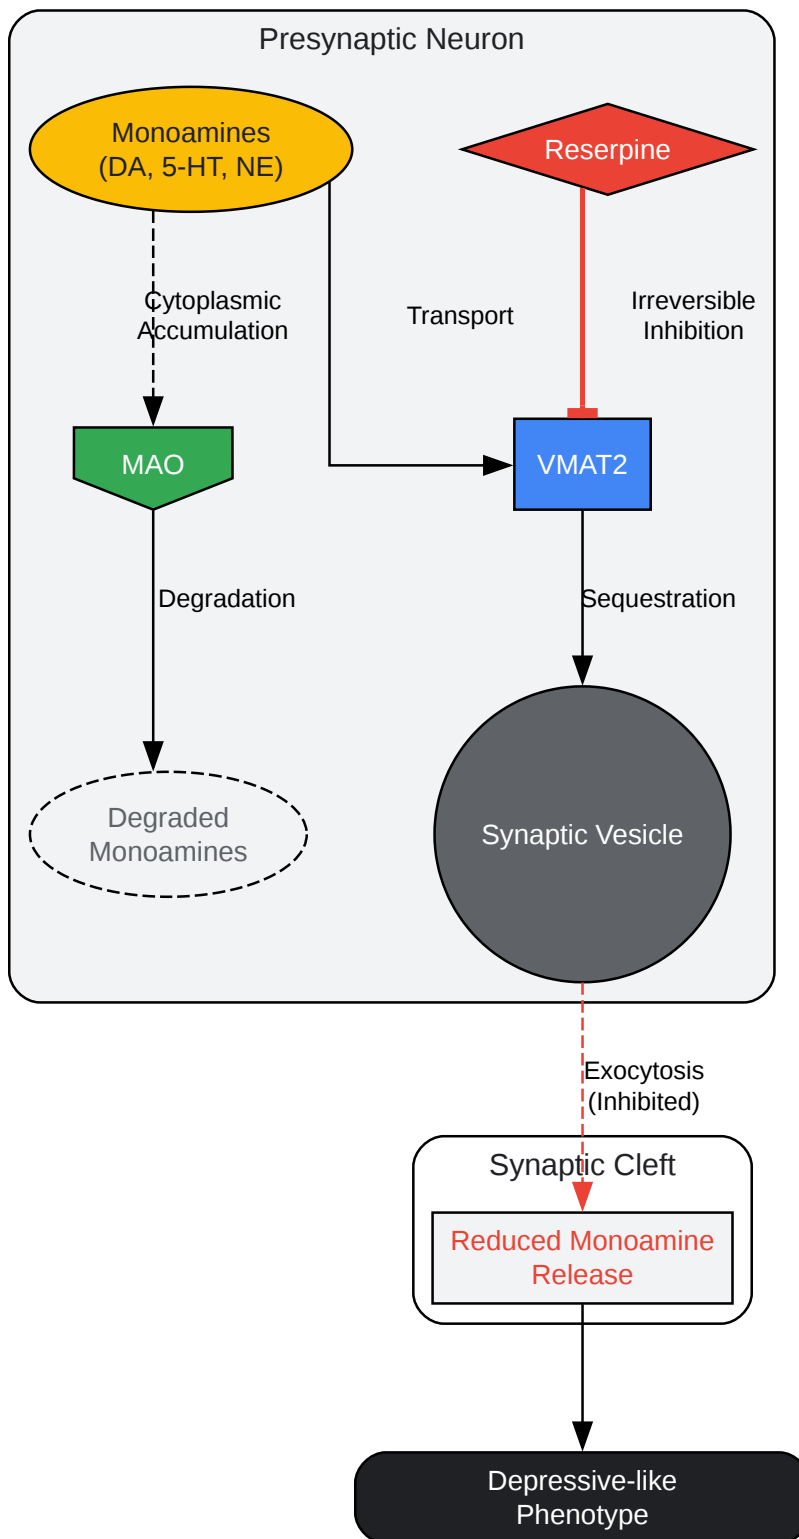 Presynaptic Neuron
Monoamines
(DA, 5-HT, NE)
Reserpine
Cytoplasmic
Accumulation
Transport
Irreversible
Inhibition
MAO
VMAT2
Degradation
Sequestration
Degraded
Monoamines
Synaptic Vesicle
Exocytosis
(Inhibited)
Synaptic Cleft
Reduced Monoamine
Release
Depressive-like
Phenotype